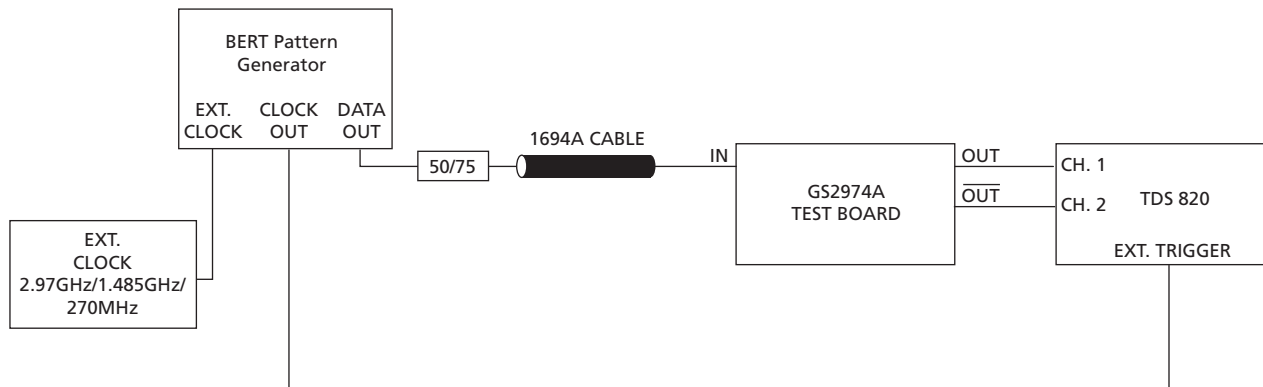 BERT Pattern
Generator
EXT. CLOCK DATA
CLOCK OUT OUT
50/75
1694A CABLE
IN
GS2974A
TEST BOARD
OUT
OUT
CH. 1
CH. 2
TDS 820
EXT. TRIGGER
EXT.
CLOCK
2.97GHz/1.485GHz/
270MHz